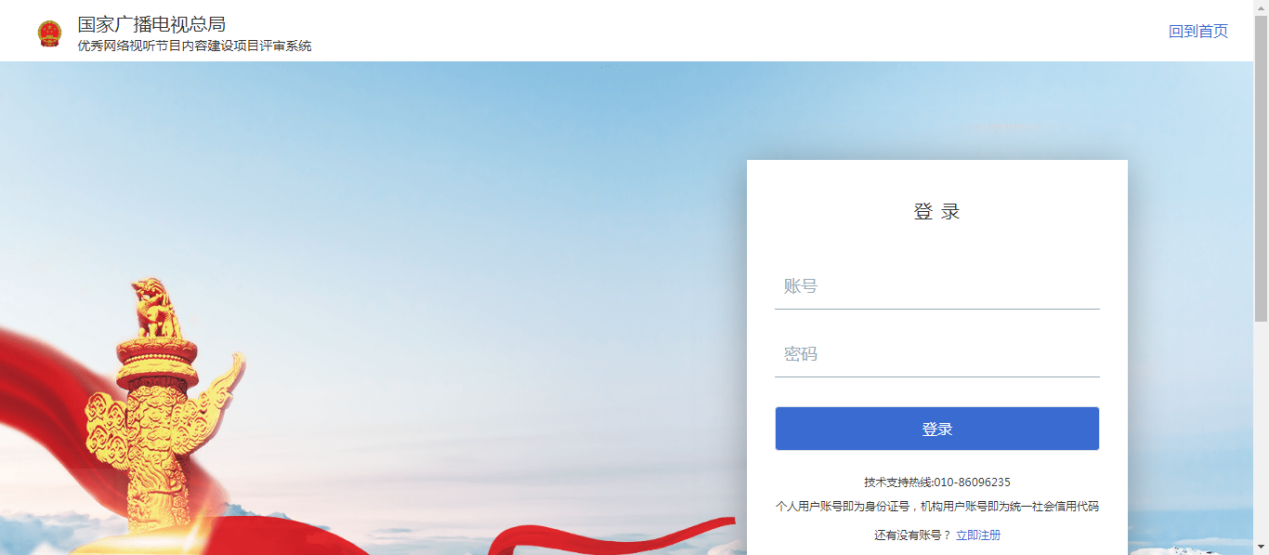 国家广播电视总局
优秀网络视听节目内容建设项目评审系统
回到首页
登 录
账号
密码
登录
技术支持热线:010-86096235
个人用户账号即为身份证号，机构用户账号即为统一社会信用代码
还有没有账号？ 立即注册